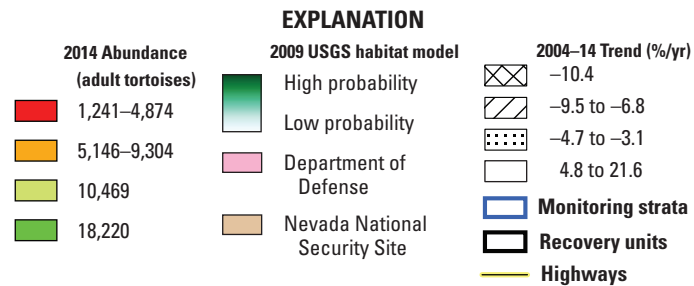 EXPLANATION
2014 Abundance
(adult tortoises)
1,241–4,874
5,146–9,304
10,469
18,220
2009 USGS habitat model
High probability
Low probability
Department of
Defense
Nevada National
Security Site
2004–14 Trend (%/yr)
–10.4
–9.5 to –6.8
–4.7 to –3.1
4.8 to 21.6
Monitoring strata
Recovery units
Highways